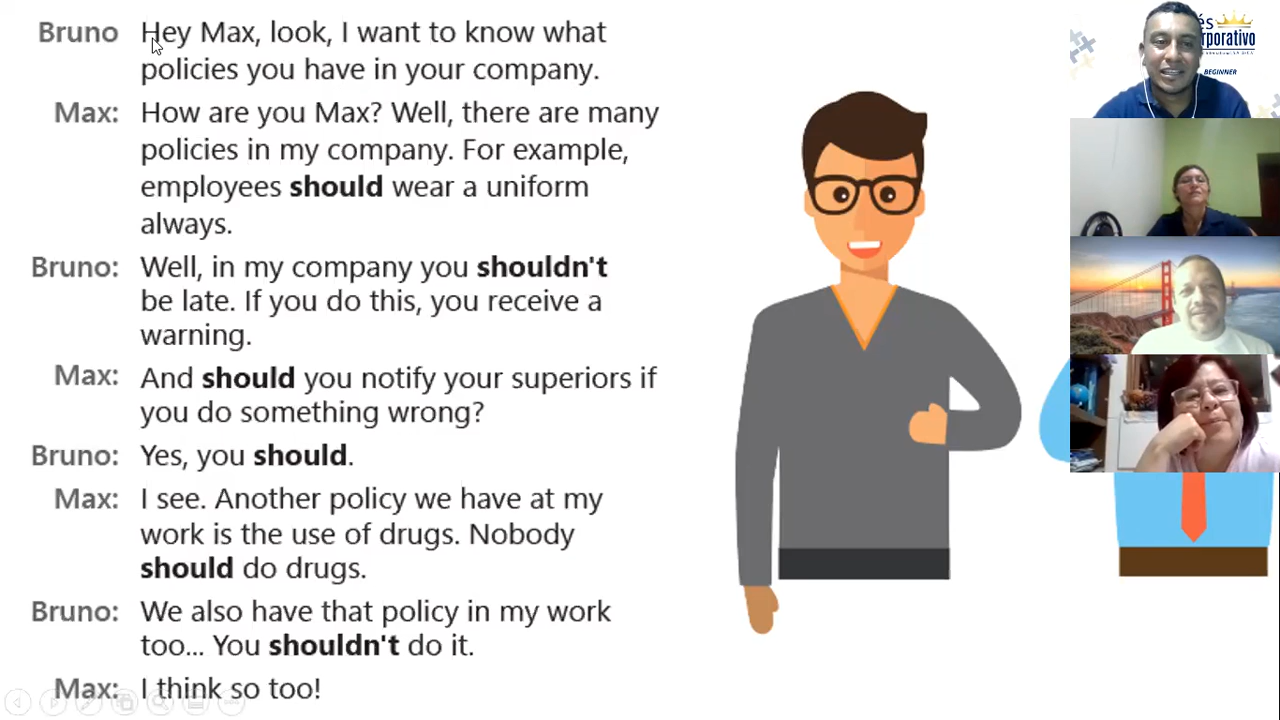 Bruno Hey Max, look, I want to know what
policies you have in your company.
Max: How are you Max? Well, there are many
policies in my company. For example,
employees should wear a uniform
always.
Bruno: Well, in my company you shouldn't
be late. If you do this, you receive a
warning.
Max: And should you notify your superiors if
you do something wrong?
Bruno: Yes, you should.
Max: I see. Another policy we have at my
work is the use of drugs. Nobody
should do drugs.
Bruno: We also have that policy in my work
too... You shouldn't do it.
Max: I think so too!
és
rporativo
BEGINNER